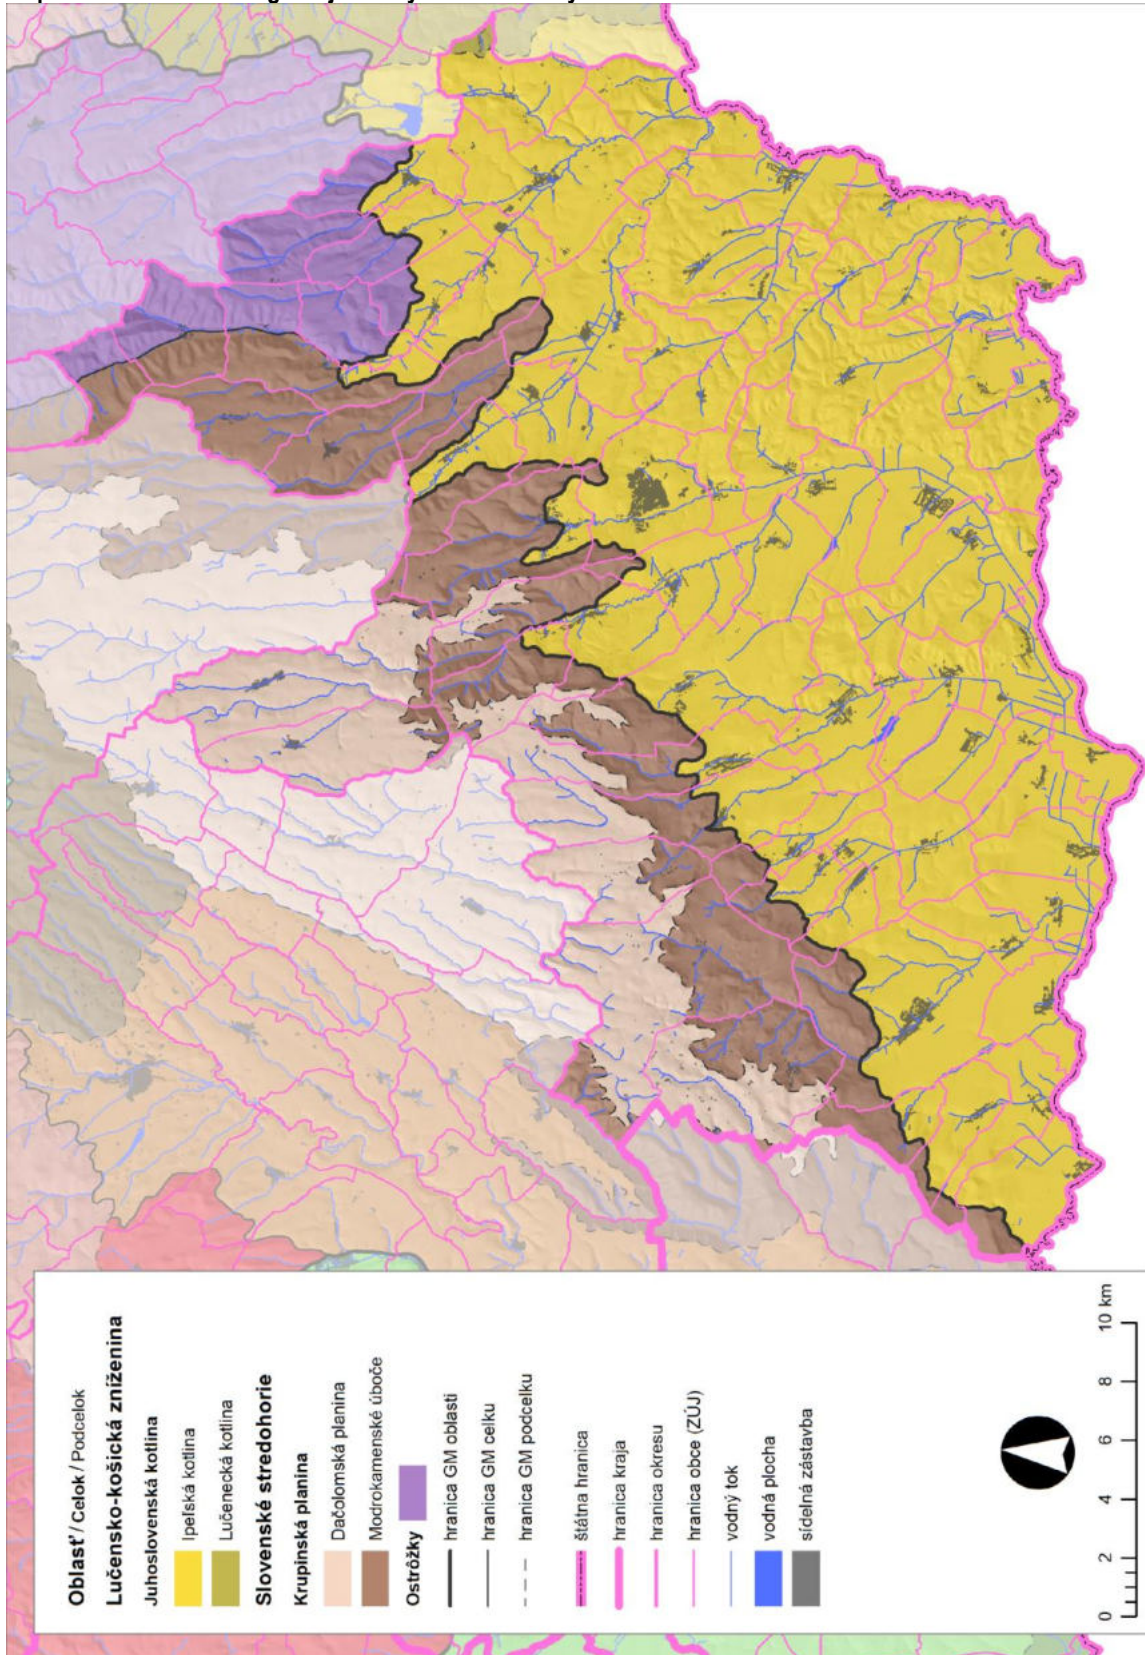 Oblasť / Celok / Podcelok
Lučensko-košická zníženina
Juhoslovenská kotlina
Ipeľská kotlina
Lučenecká kotlina
Slovenské stredohorie
Krupinská planina
Dačolomská planina
Modrokamenské úboče
Ostrôžky
hranica GM oblasti
hranica GM celku
hranica GM podcelku
štátna hranica
hranica kraja
hranica okresu
hranica obce (ZÚJ)
vodný tok
vodná plocha
sídelná zástavba
0 2 4 6 8 10 km